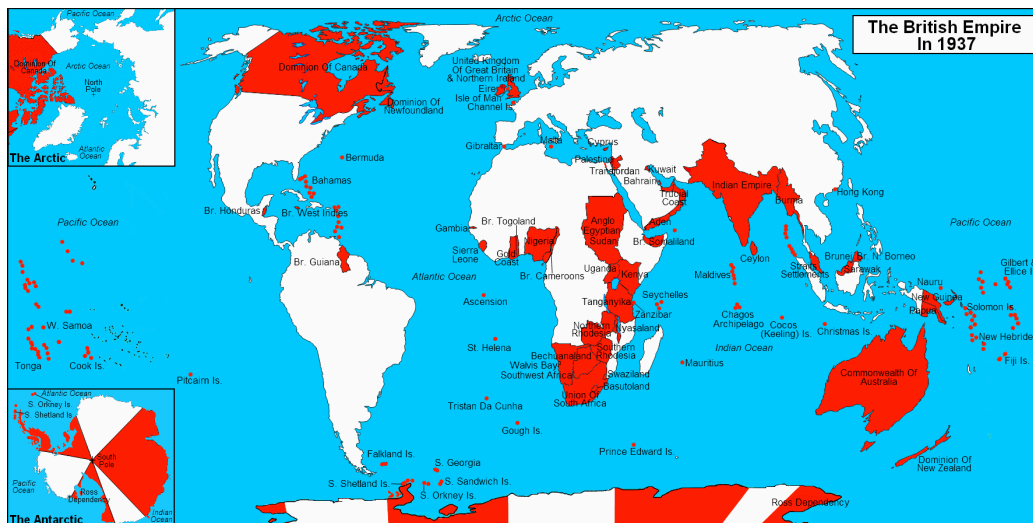 The British Empire
In 1937
Arctic Ocean
Dominion Of
Canada
Arctic Ocean
North
Pole
Atlantic
Ocean
The Arctic
Dominion Of Canada
Dominion Of
Newfoundland
United Kingdom
Of Great Britain
& Northern Ireland
Eire
Isle of Man
Channel Is.
Gibraltar
Malta
Cyprus
Palestine
Transjordan
Kuwait
Bahrain
Trucial
Coast
Aden
Indian Empire
Burma
Hong Kong
Bermuda
Bahamas
Br. Honduras
Br. West Indies
Br. Guiana
Pacific Ocean
Atlantic Ocean
Pacific Ocean
Gambia
Sierra
Leone
Br. Togoland
Gold
Coast
Nigeria
Br. Cameroons
Anglo
Egyptian
Sudan
Br. Somaliland
Uganda
Kenya
Tanganyika
Zanzibar
Seychelles
Maldives
Ceylon
Straits
Settlements
Brunei
Br. N. Borneo
Sarawak
Nauru
Gilbert &
Ellice I
New Guinea
Papua
Solomon Is.
New Hebride
Fiji Is.
W. Samoa
Tonga
Cook Is.
Pitcairn Is.
Ascension
St. Helena
Northern
Rhodesia
Nyasaland
Southern
Rhodesia
Bechuanaland
Walvis Bay
Southwest Africa
Swaziland
Basutoland
Union Of
South Africa
Chagos
Archipelago
Cocos
(Keeling) Is.
Christmas Is.
Indian Ocean
Mauritius
Commonwealth Of
Australia
Dominion Of
New Zealand
Tristan Da Cunha
Gough Is.
Prince Edward Is.
Falkland Is.
S. Georgia
S. Shetland Is.
S. Sandwich Is.
S. Orkney Is.
Ross Dependency
Atlantic Ocean
S. Orkney Is.
S. Shetland Is.
South
Pole
Pacific
Ocean
Ross
Dependency
Indian
Ocean
The Antarctic